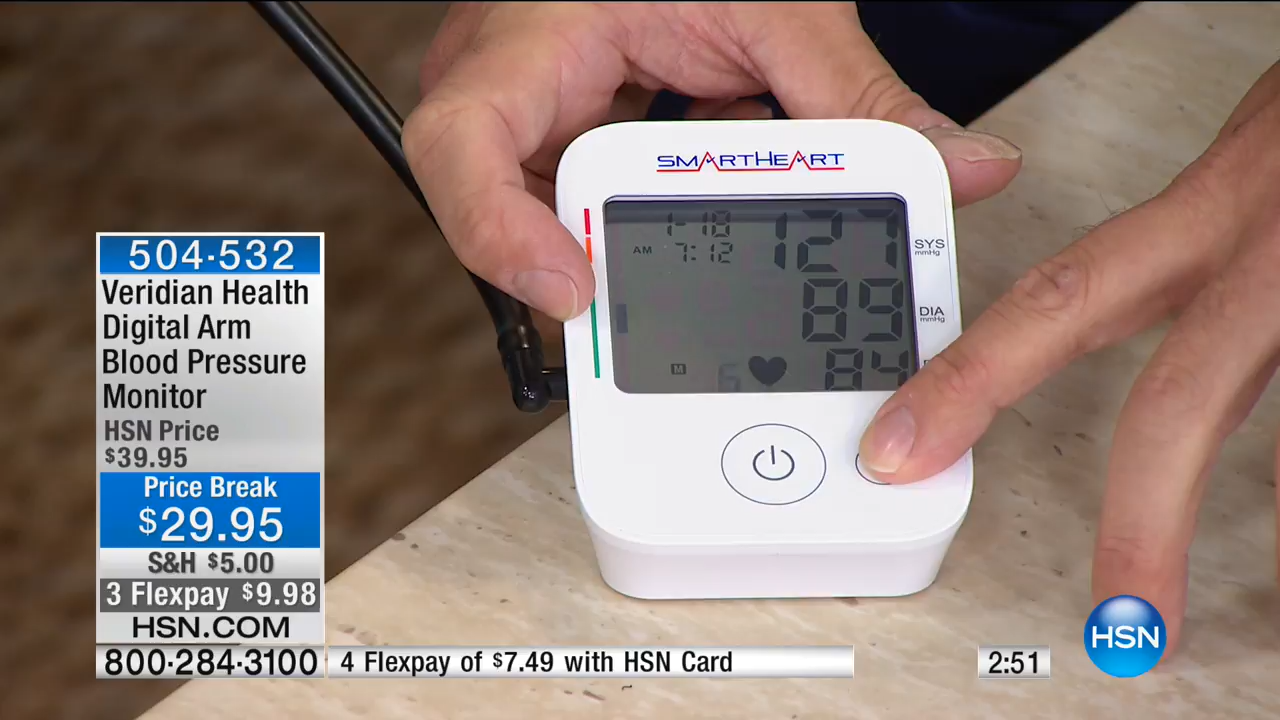 504·532
Veridian Health
Digital Arm
Blood Pressure
Monitor
HSN Price
$39.95
Price Break
$29.95
S&H $5.00
3 Flexpay $9.98
HSN.COM
800·284·3100
4 Flexpay of $7.49 with HSN Card
2:51
HSN
SMARTHEART
1-18
AM 7:12
127
SYS
mmHg
89
DIA
mmHg
M
6
84